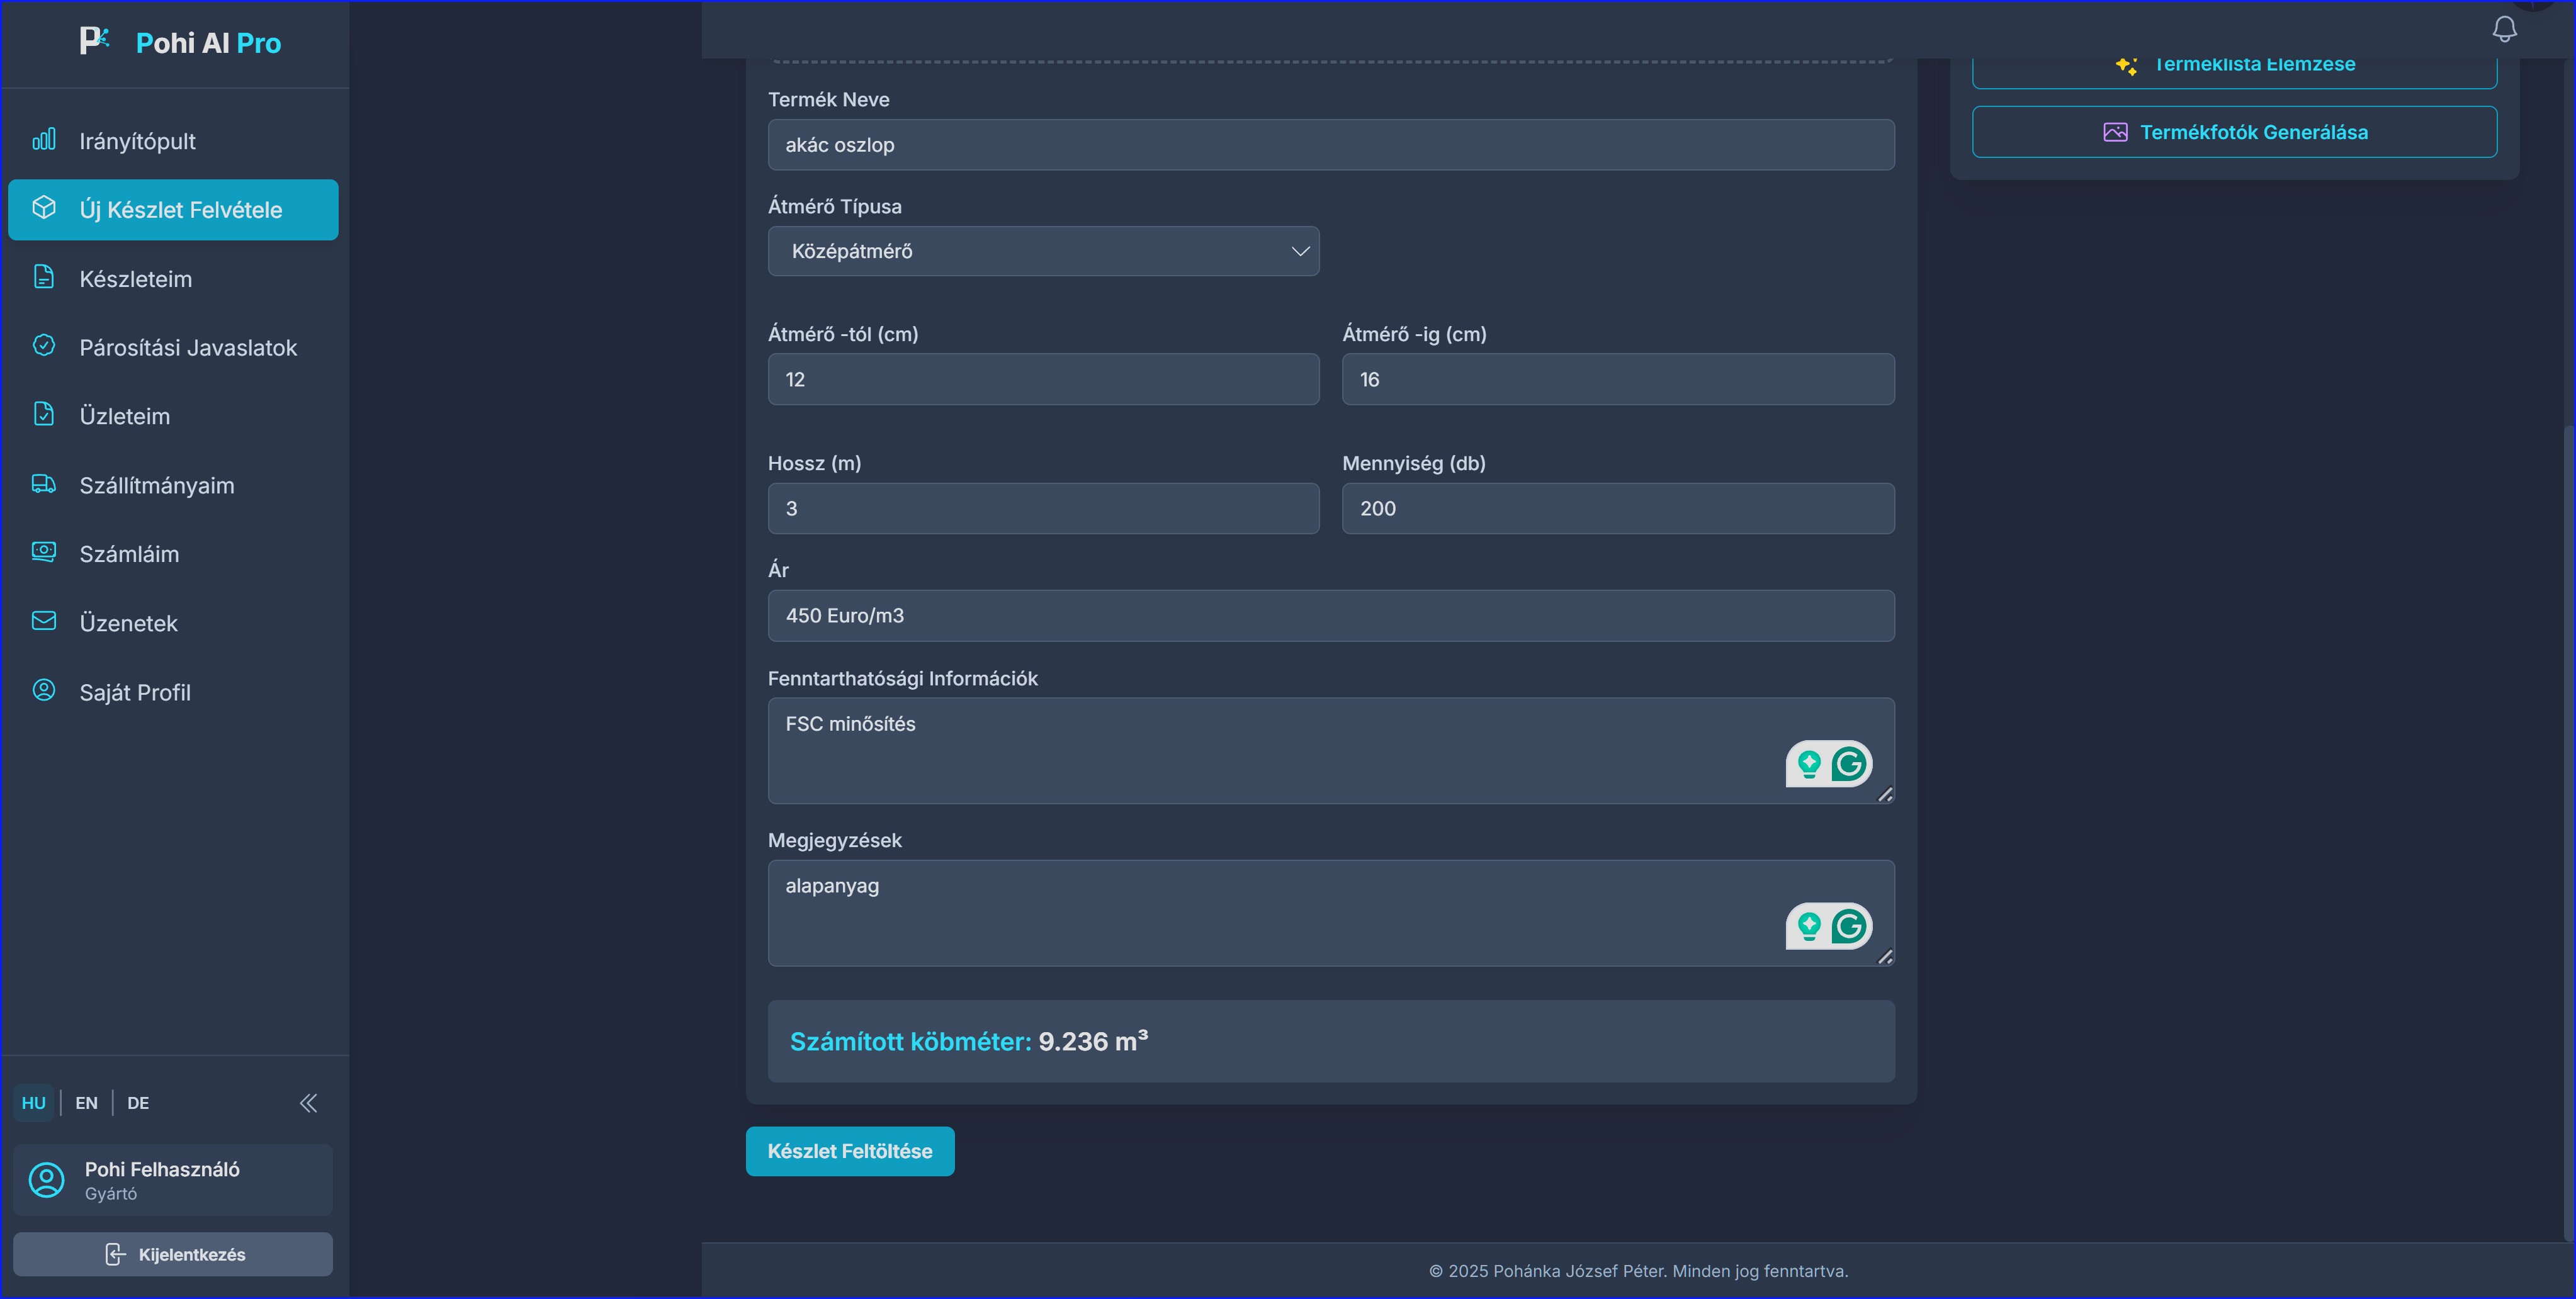 Pohi AI Pro
Irányítópult
Új Készlet Felvétele
Készleteim
Párosítási Javaslatok
Üzleteim
Szállítmányaim
Számláim
Üzenetek
Saját Profil
HU | EN | DE
Pohi Felhasználó
Gyártó
Kijelentkezés
Termék Neve
akác oszlop
Átmérő Típusa
Középátmérő
Átmérő -tól (cm)
Átmérő -ig (cm)
12
16
Hossz (m)
Mennyiség (db)
3
200
Ár
450 Euro/m3
Fenntarthatósági Információk
FSC minősítés
Megjegyzések
alapanyag
Számított köbméter: 9.236 m³
Készlet Feltöltése
Terméklista Elemzése
Termékfotók Generálása
© 2025 Pohánka József Péter. Minden jog fenntartva.